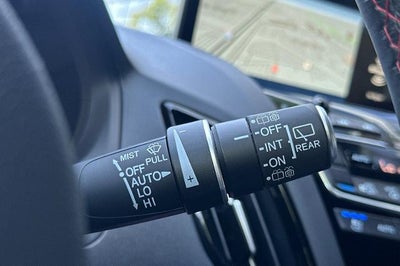 MIST
PULL
OFF
AUTO
LO
HI
- +
OFF
INT
ON
REAR